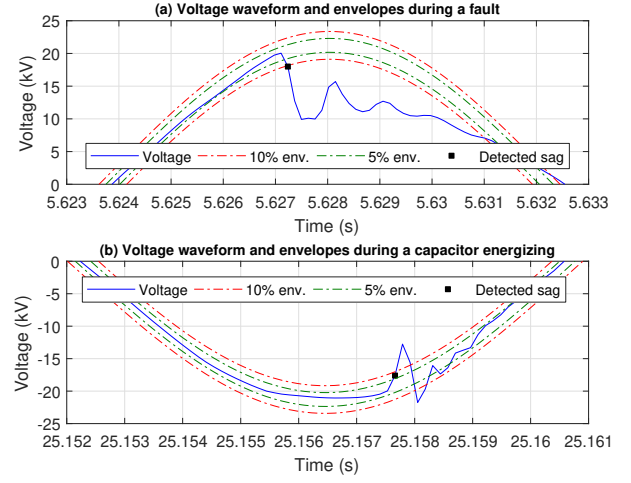 (a) Voltage waveform and envelopes during a fault
25
20
15
10
5
0
Voltage (kV)
Voltage 10% env. 5% env. Detected sag
5.623 5.624 5.625 5.626 5.627 5.628 5.629 5.63 5.631 5.632 5.633
Time (s)
(b) Voltage waveform and envelopes during a capacitor energizing
0
-5
-10
-15
-20
-25
Voltage (kV)
Voltage 10% env. 5% env. Detected sag
25.152 25.153 25.154 25.155 25.156 25.157 25.158 25.159 25.16 25.161
Time (s)